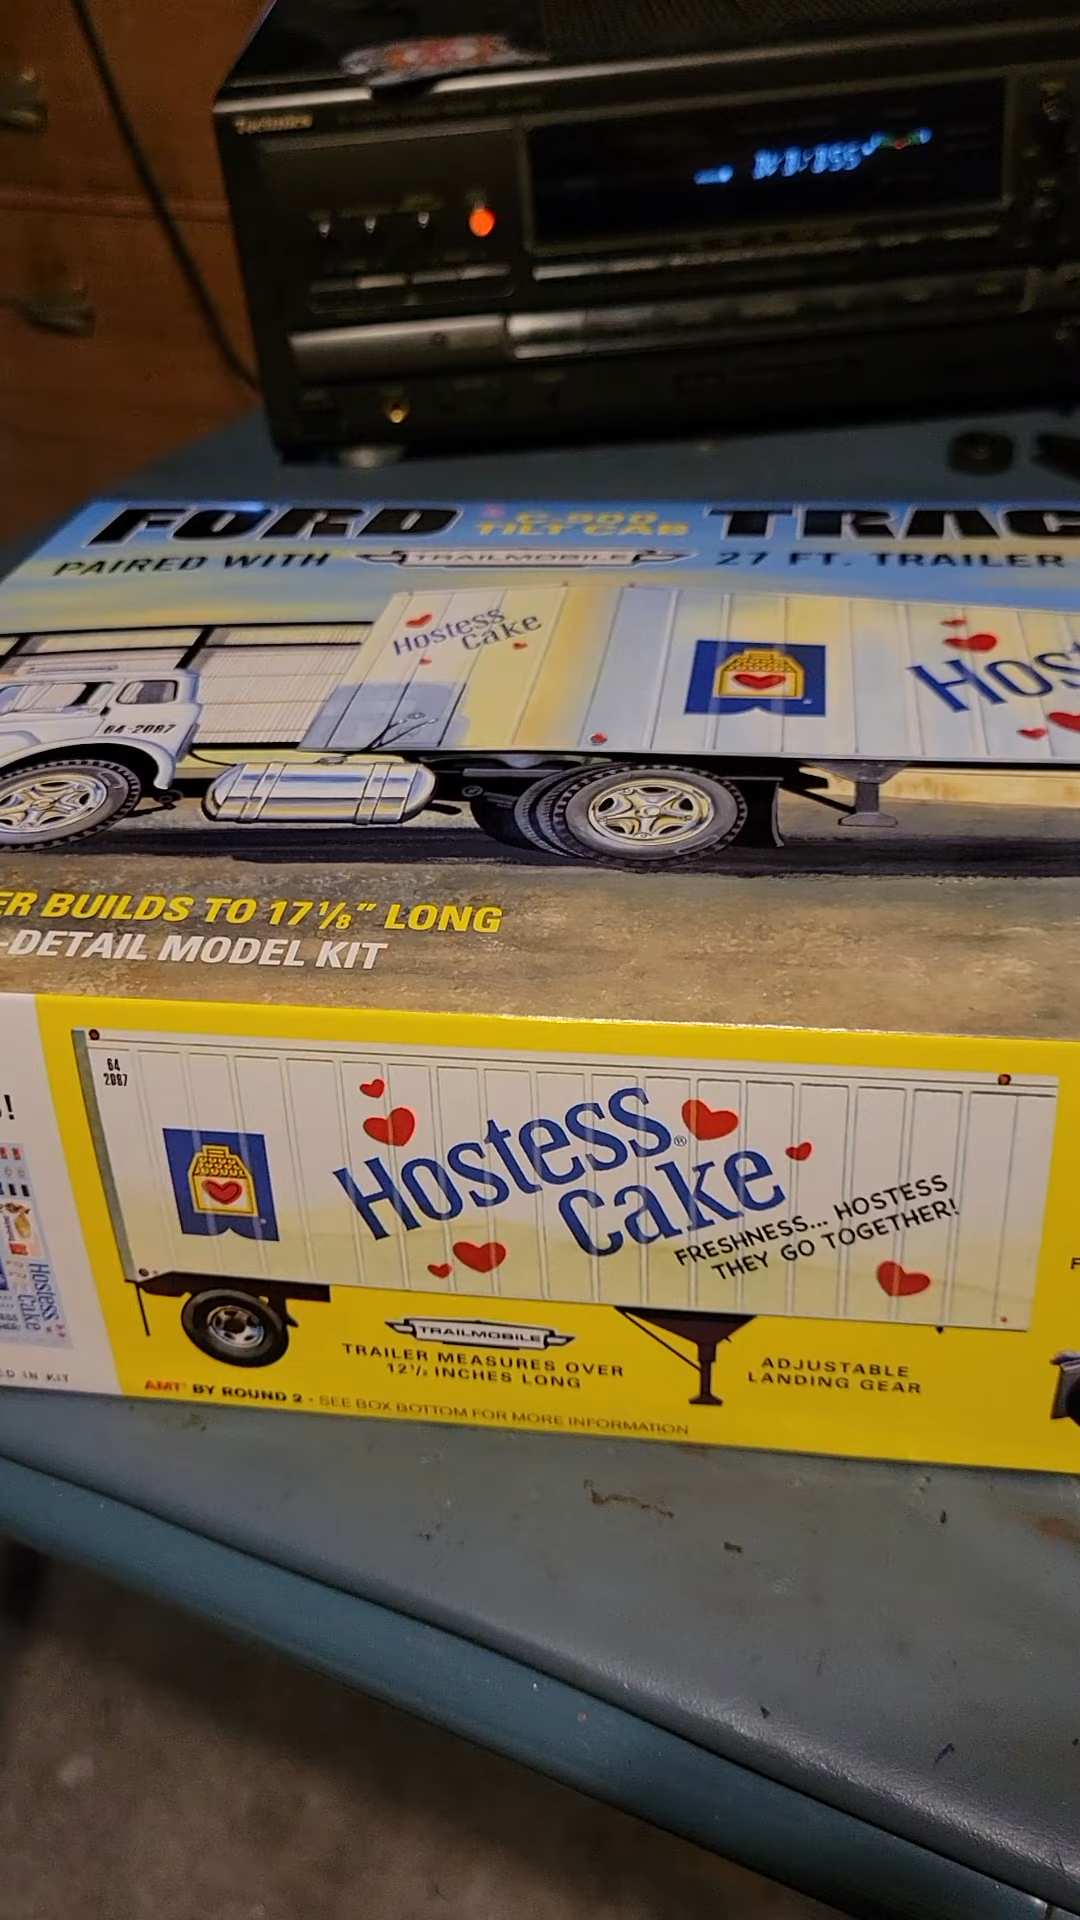 Technics
FORD C-900 TILT CAB TRAC
PAIRED WITH TRAILMOBILE 27 FT. TRAILER
Hostess
Cake
Hos
64-2087
ER BUILDS TO 17 1/8" LONG
-DETAIL MODEL KIT
64
2087
Hostess®
Cake
FRESHNESS... HOSTESS
THEY GO TOGETHER!
Hostess
Cake
TRAILMOBILE
TRAILER MEASURES OVER
12 1/2 INCHES LONG
ADJUSTABLE
LANDING GEAR
D IN KIT
AMT® BY ROUND 2 - SEE BOX BOTTOM FOR MORE INFORMATION